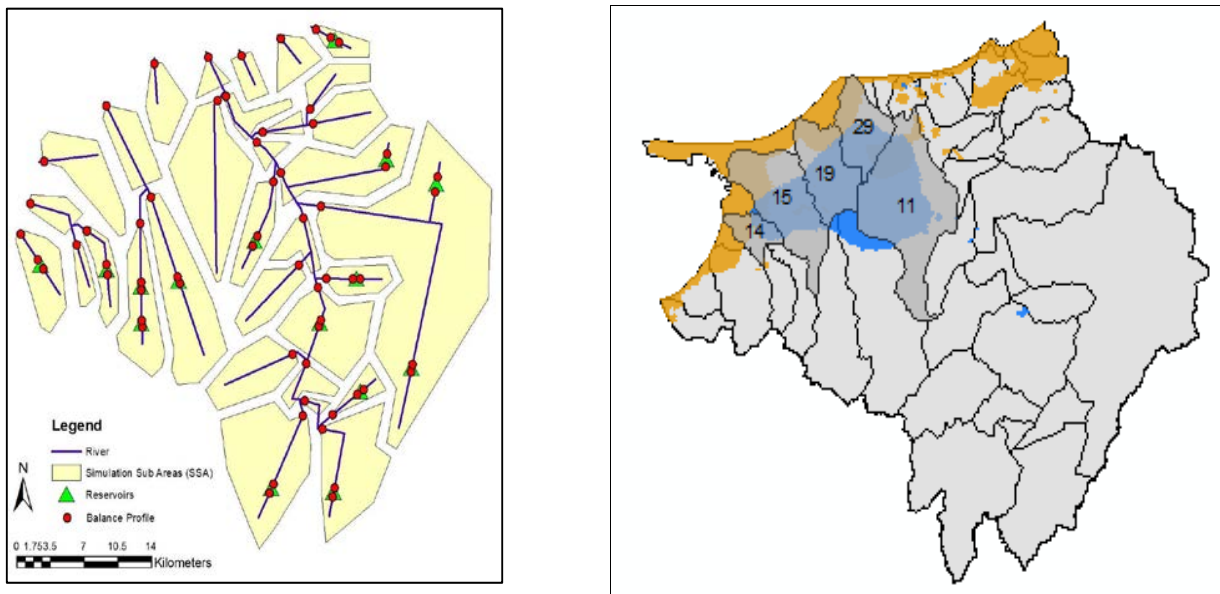 Legend
River
Simulation Sub Areas (SSA)
Reservoirs
Balance Profile
N
0 1.753.5 7 10.5 14
Kilometers
29
19
15
11
14